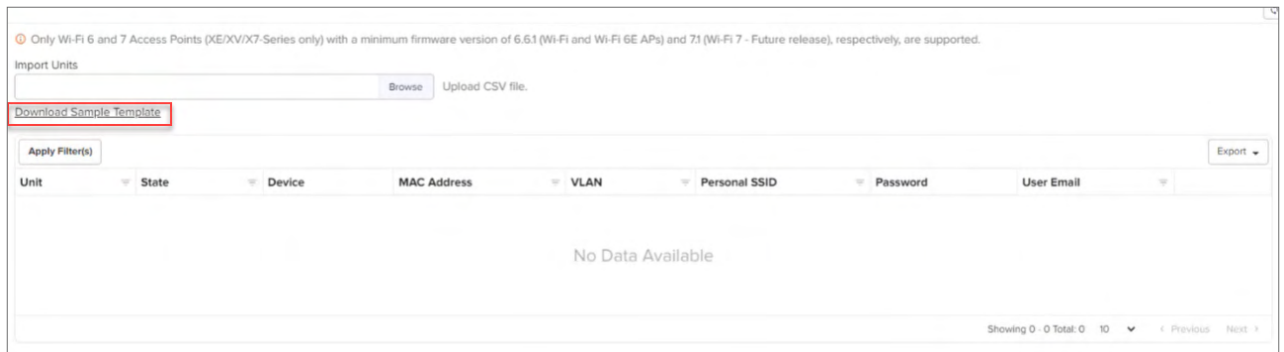 Only Wi-Fi 6 and 7 Access Points (XE/XV/X7-Series only) with a minimum firmware version of 6.6.1 (Wi-Fi and Wi-Fi 6E APs) and 7.1 (Wi-Fi 7 - Future release), respectively, are supported.
Import Units
Browse Upload CSV file.
Download Sample Template
Apply Filter(s) Export
Unit State Device MAC Address VLAN Personal SSID Password User Email
No Data Available
Showing 0 - 0 Total: 0 10 < Previous Next >